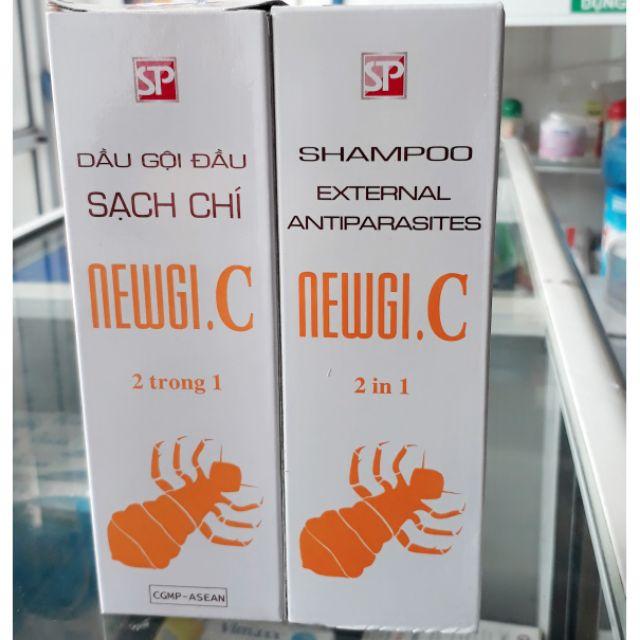 SP
DẦU GỘI ĐẦU
SẠCH CHÍ
NEWGI.C
2 trong 1
CGMP-ASEAN
SP
SHAMPOO
EXTERNAL
ANTIPARASITES
NEWGI.C
2 in 1